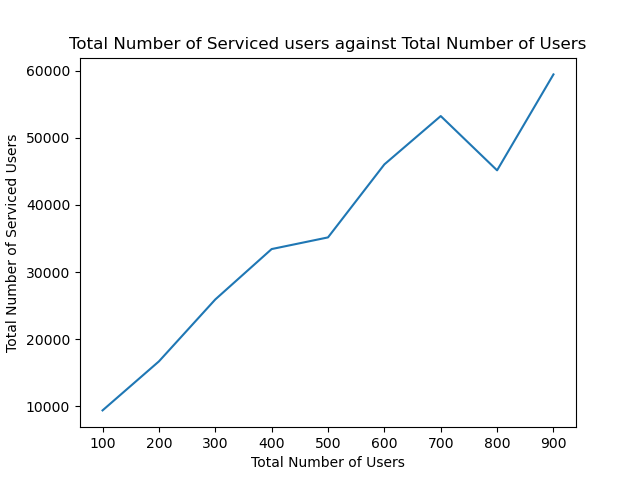 Total Number of Serviced users against Total Number of Users
Total Number of Serviced Users
60000
50000
40000
30000
20000
10000
100 200 300 400 500 600 700 800 900
Total Number of Users